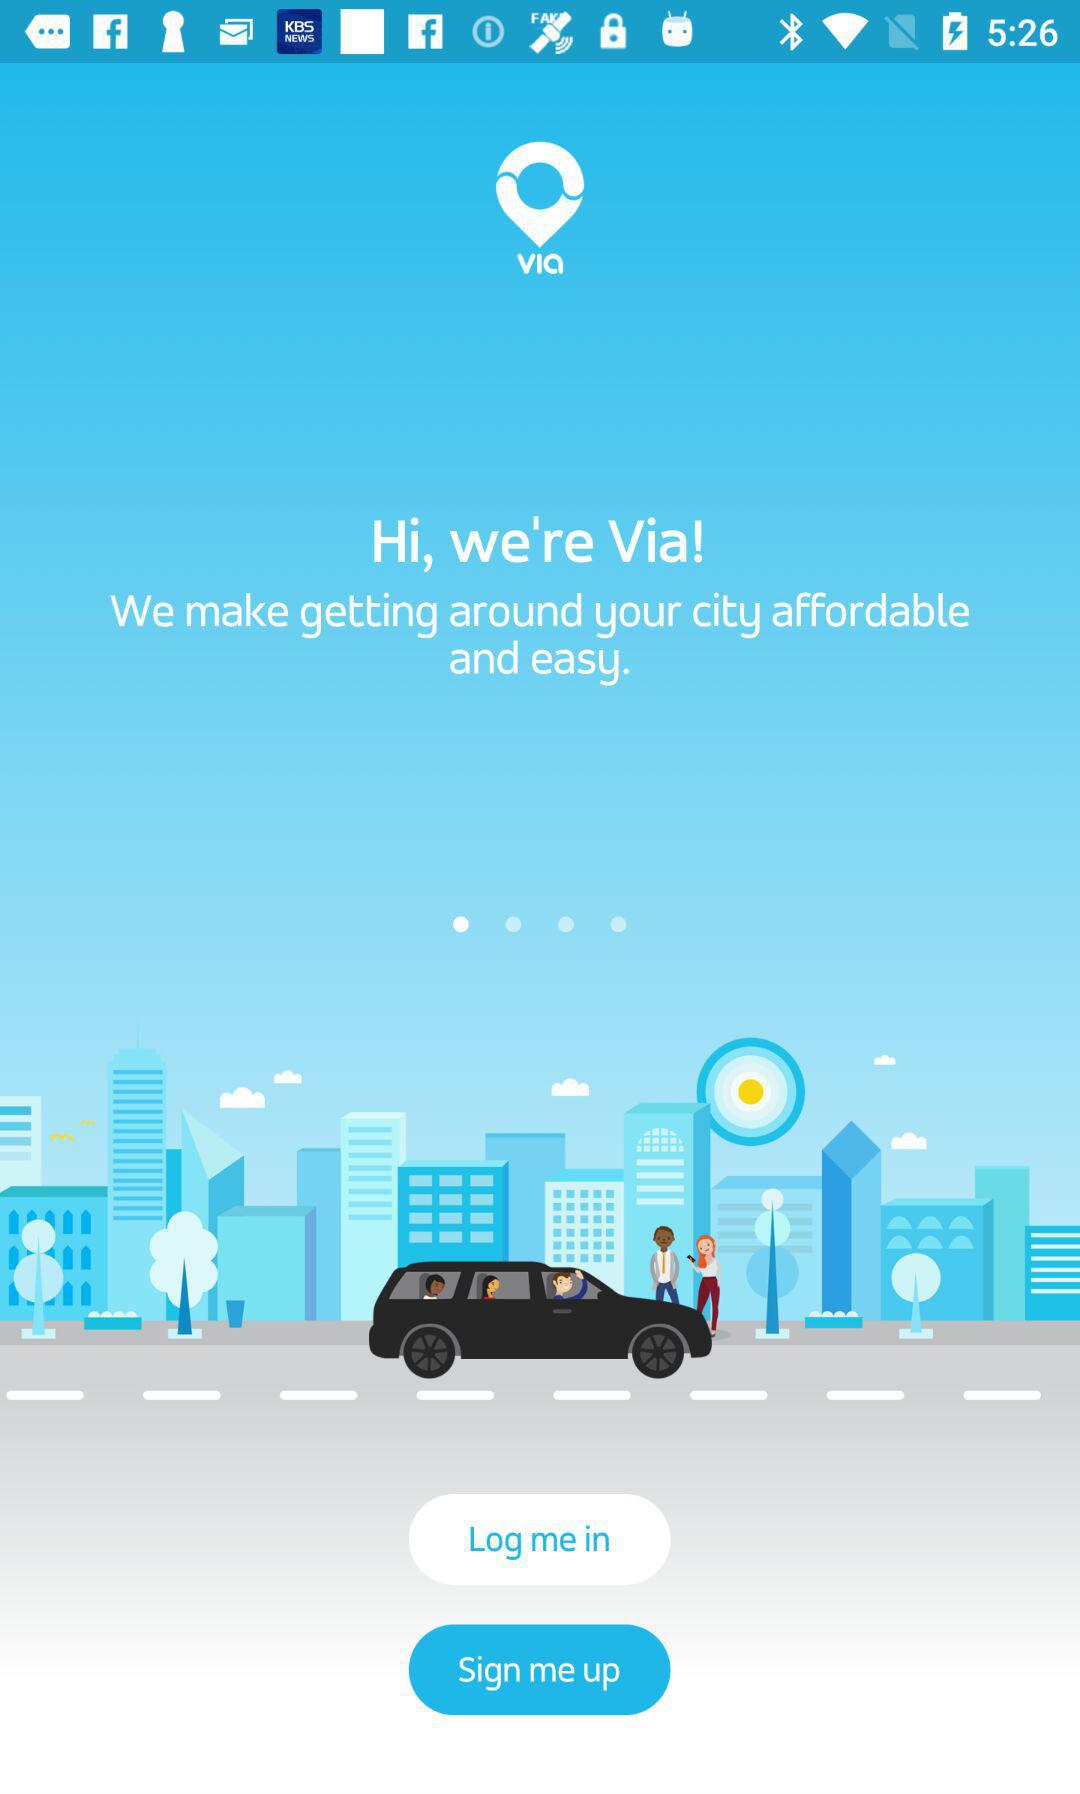 KBS
NEWS
FAKE
5:26
via
Hi, we're Via!
We make getting around your city affordable
and easy.
Log me in
Sign me up